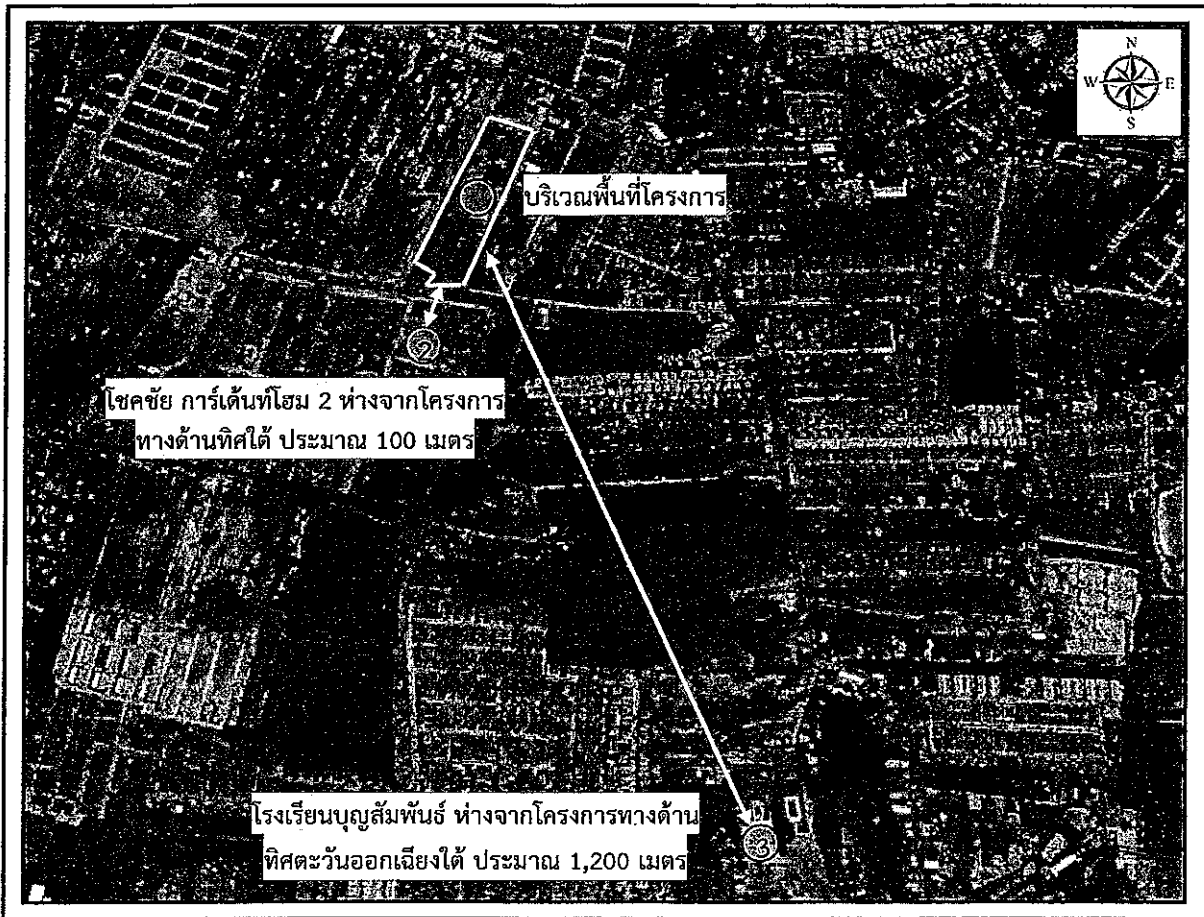 N
W E
S
บริเวณพื้นที่โครงการ
๒
โชคชัย การ์เด้นท์โฮม 2 ห่างจากโครงการ
ทางด้านทิศใต้ ประมาณ 100 เมตร
โรงเรียนบุญสัมพันธ์ ห่างจากโครงการทางด้าน
ทิศตะวันออกเฉียงใต้ ประมาณ 1,200 เมตร
๓